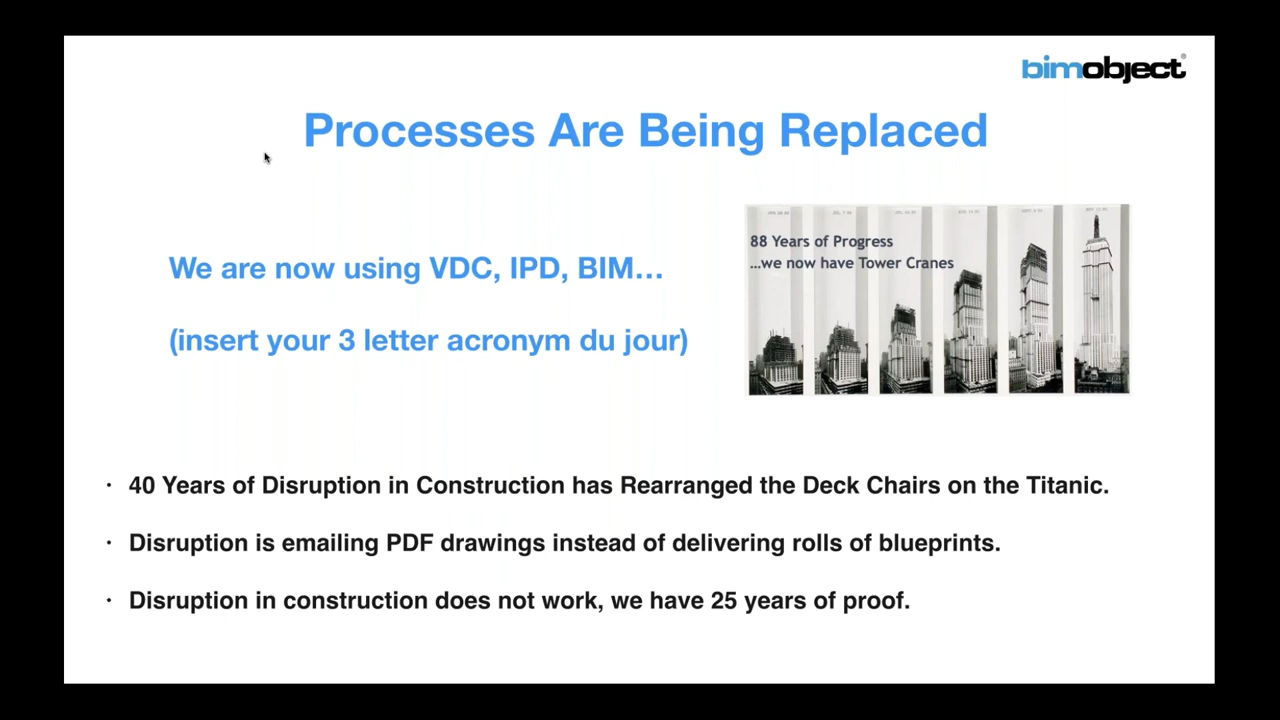 bimobject®
Processes Are Being Replaced
We are now using VDC, IPD, BIM...
(insert your 3 letter acronym du jour)
88 Years of Progress
...we now have Tower Cranes
· 40 Years of Disruption in Construction has Rearranged the Deck Chairs on the Titanic.
· Disruption is emailing PDF drawings instead of delivering rolls of blueprints.
· Disruption in construction does not work, we have 25 years of proof.